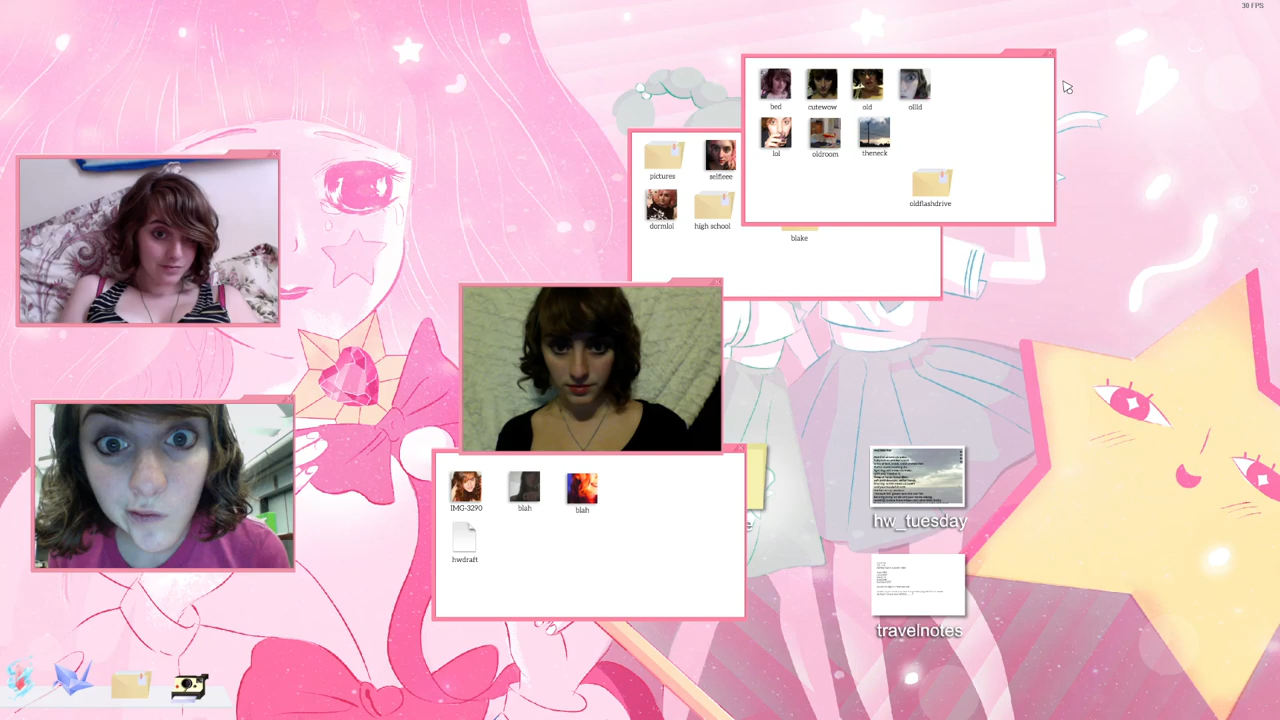 30 FPS
bed
cutewow
old
ollld
lol
oldroom
theneck
oldflashdrive
pictures
selfieee
dormlol
high school
blake
IMG-3290
blah
blah
hwdraft
hw_tuesday
travelnotes